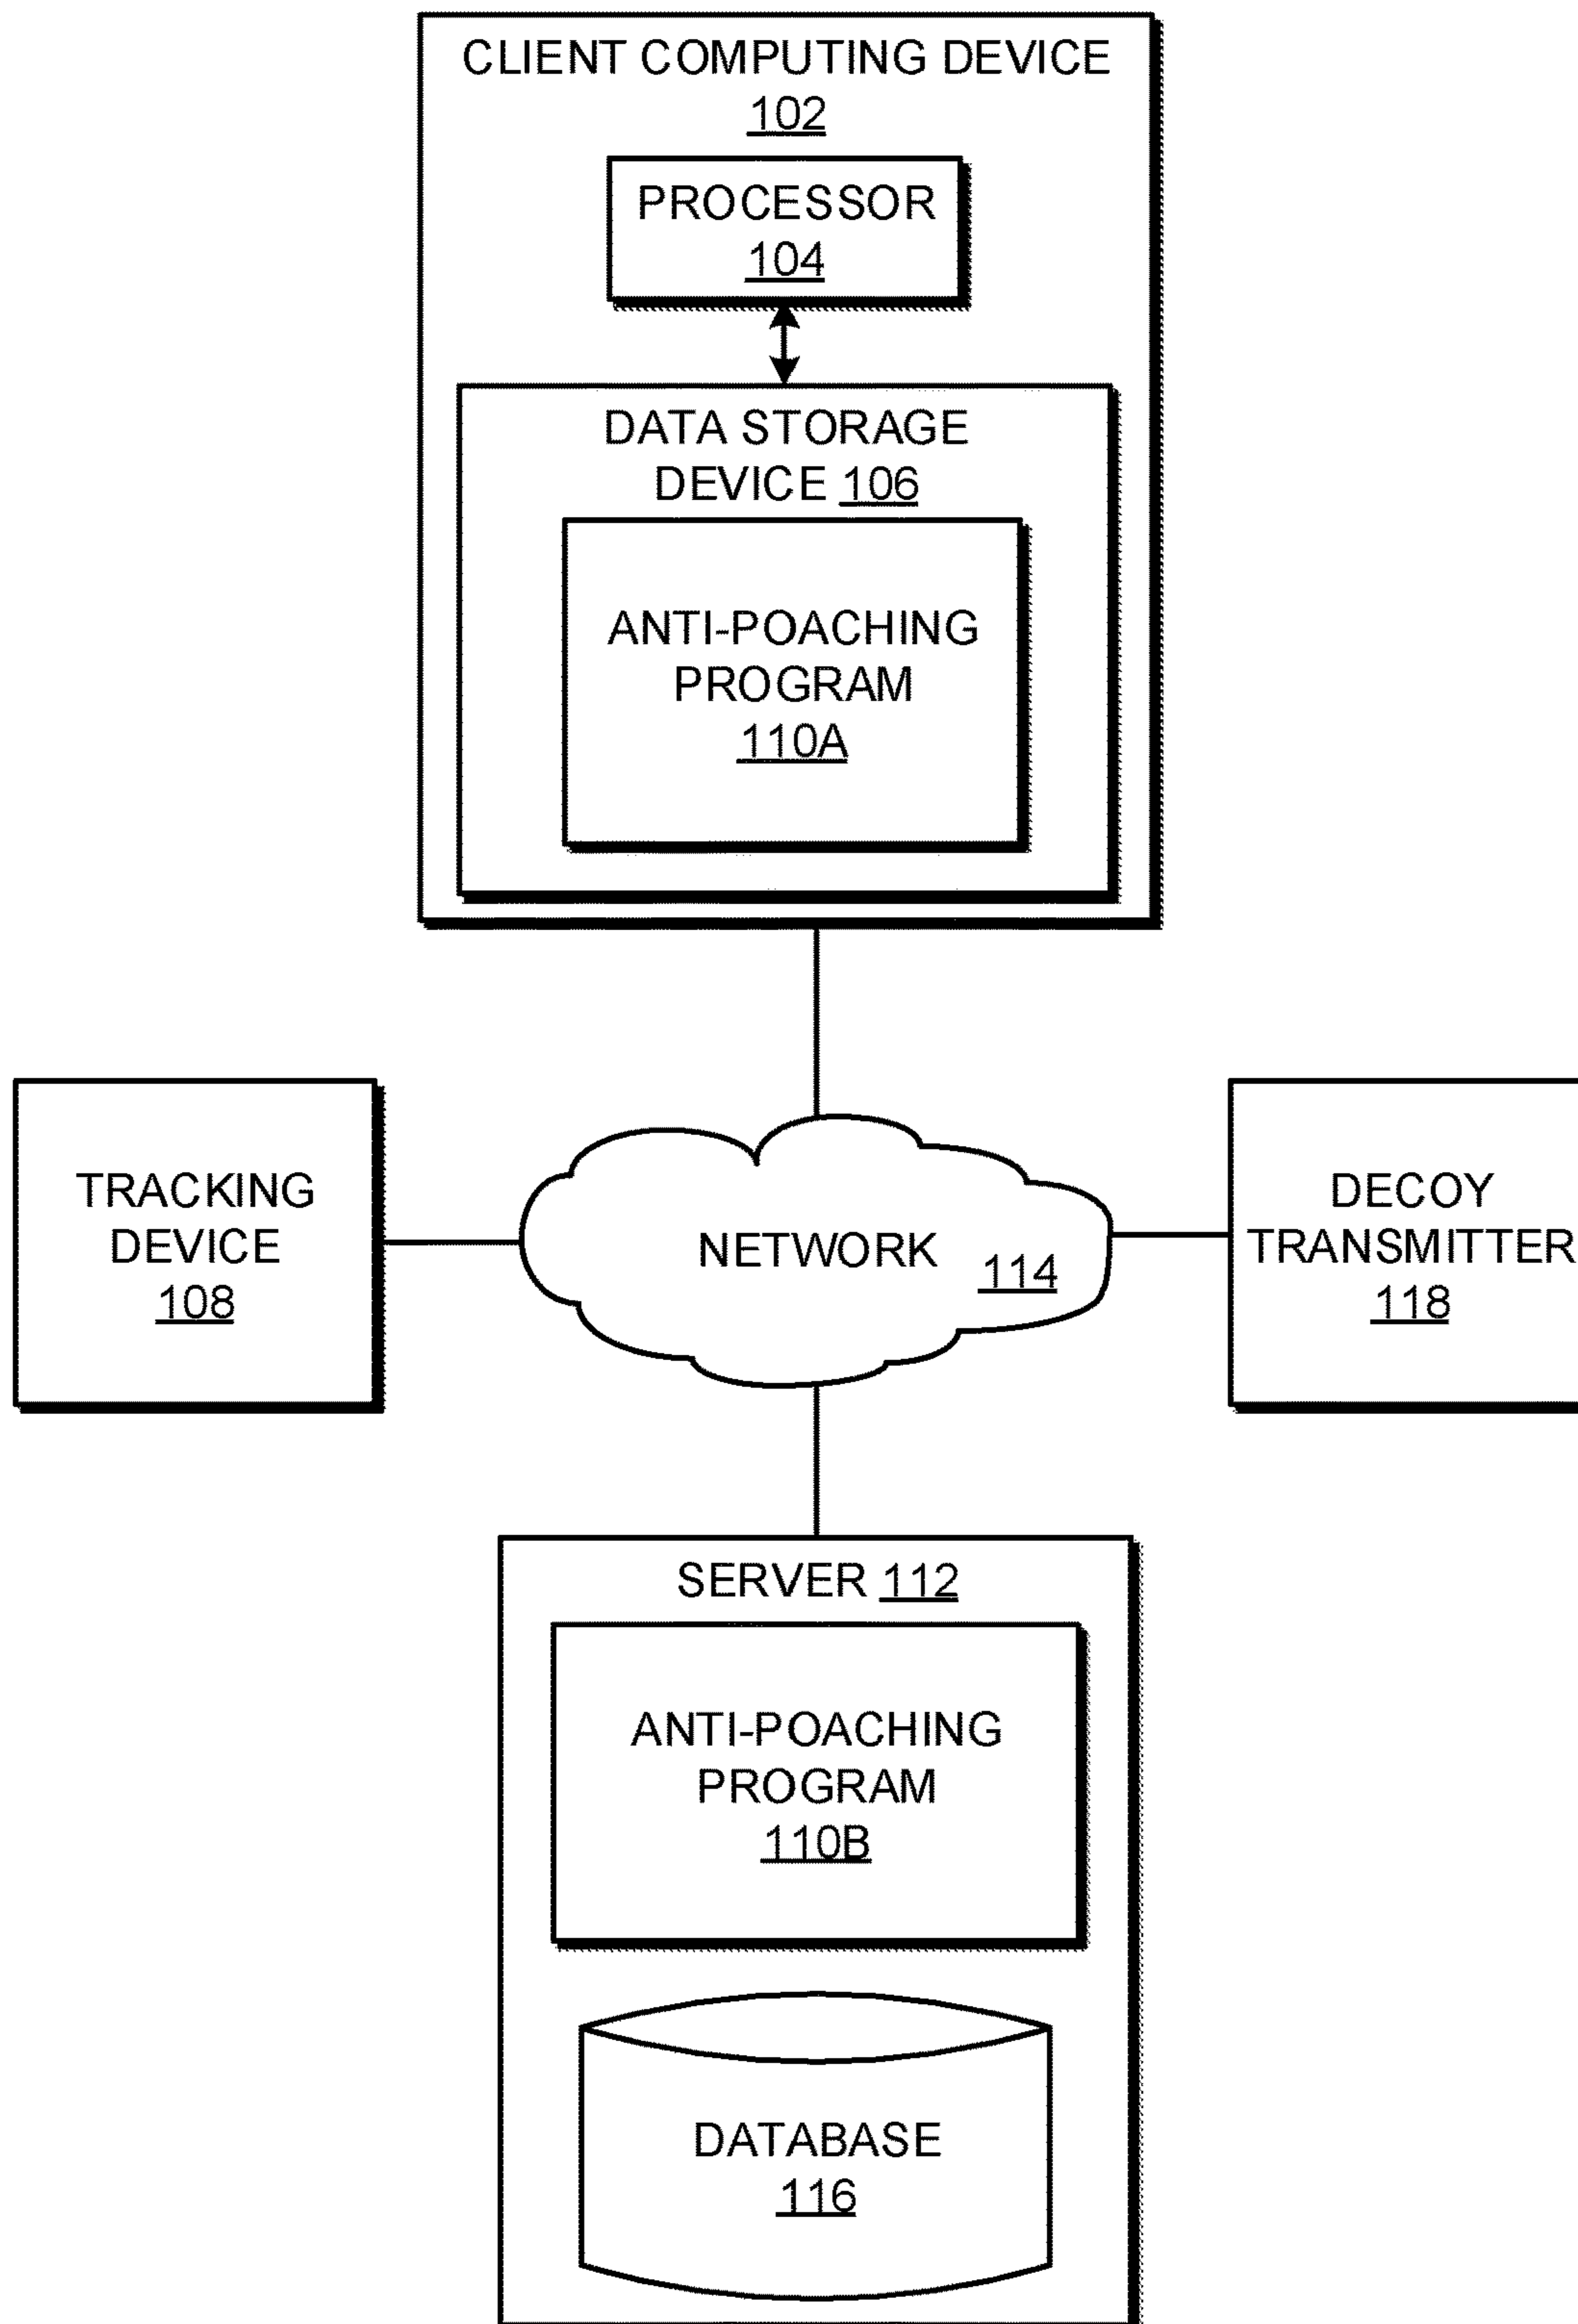 CLIENT COMPUTING DEVICE
102
PROCESSOR
104
DATA STORAGE
DEVICE 106
ANTI-POACHING
PROGRAM
110A
TRACKING
DEVICE
108
NETWORK 114
DECOY
TRANSMITTER
118
SERVER 112
ANTI-POACHING
PROGRAM
110B
DATABASE
116